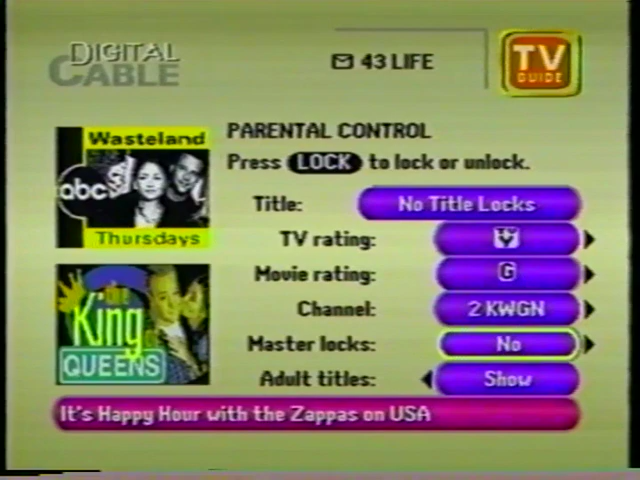 DIGITAL
CABLE
43 LIFE
TV
GUIDE
Wasteland
abc
Thursdays
the
King
of
QUEENS
PARENTAL CONTROL
Press LOCK to lock or unlock.
Title: No Title Locks
TV rating: Y
Movie rating: G
Channel: 2 KWGN
Master locks: No
Adult titles: Show
It's Happy Hour with the Zappas on USA